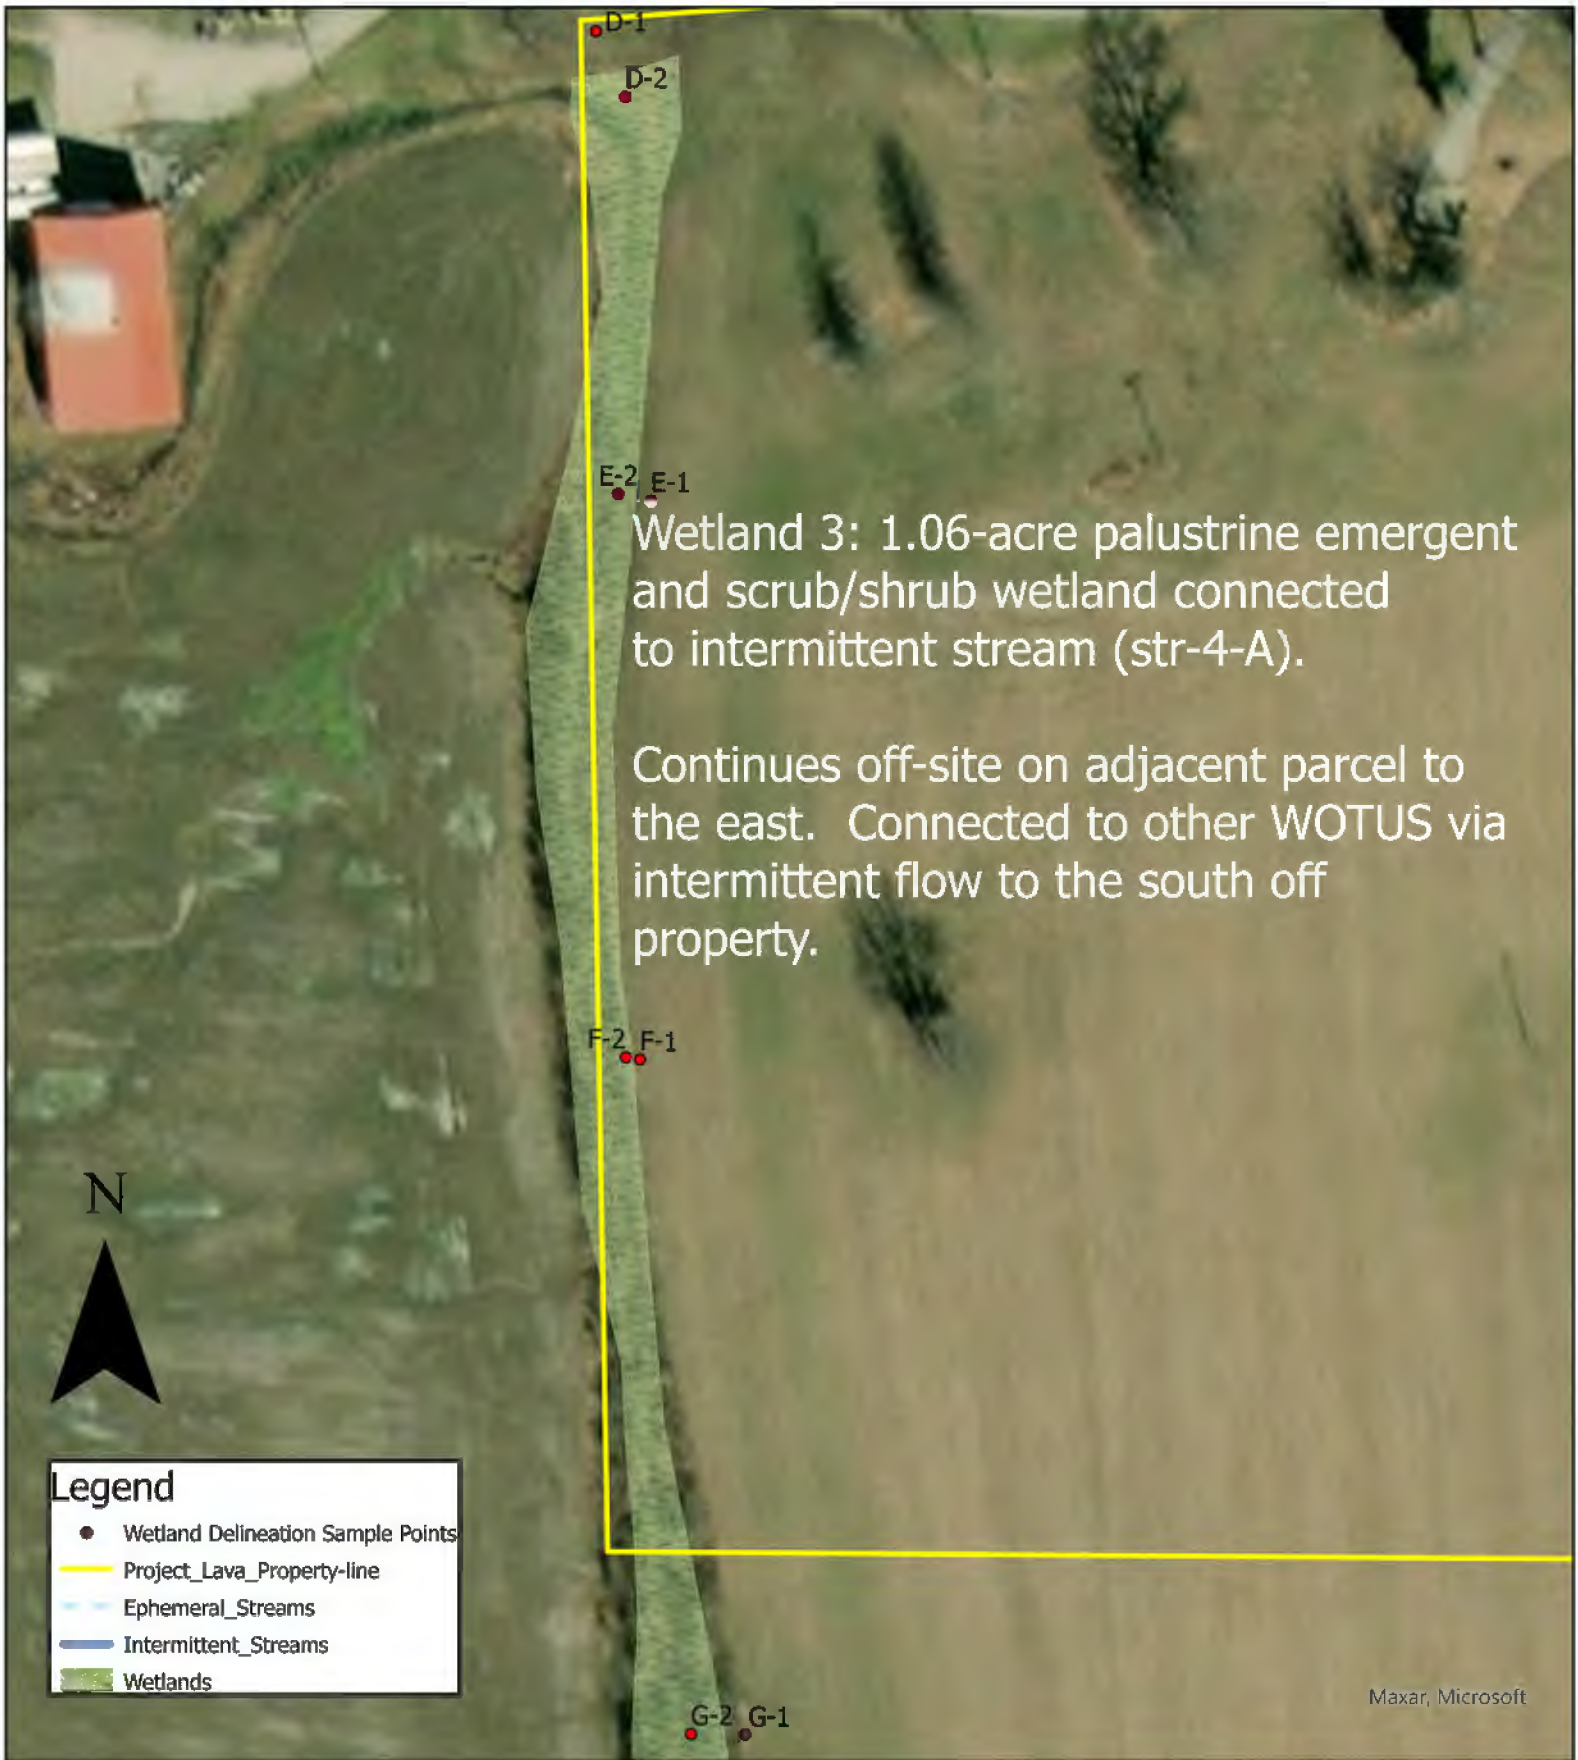 D-1
D-2
E-2
E-1
Wetland 3: 1.06-acre palustrine emergent
and scrub/shrub wetland connected
to intermittent stream (str-4-A).
Continues off-site on adjacent parcel to
the east.  Connected to other WOTUS via
intermittent flow to the south off
property.
F-2
F-1
N
Legend
Wetland Delineation Sample Points
Project_Lava_Property-line
Ephemeral_Streams
Intermittent_Streams
Wetlands
Maxar, Microsoft
G-2
G-1